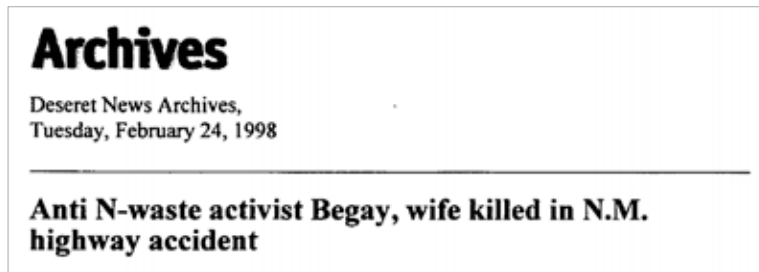 Archives
Deseret News Archives,
Tuesday, February 24, 1998
Anti N-waste activist Begay, wife killed in N.M.
highway accident